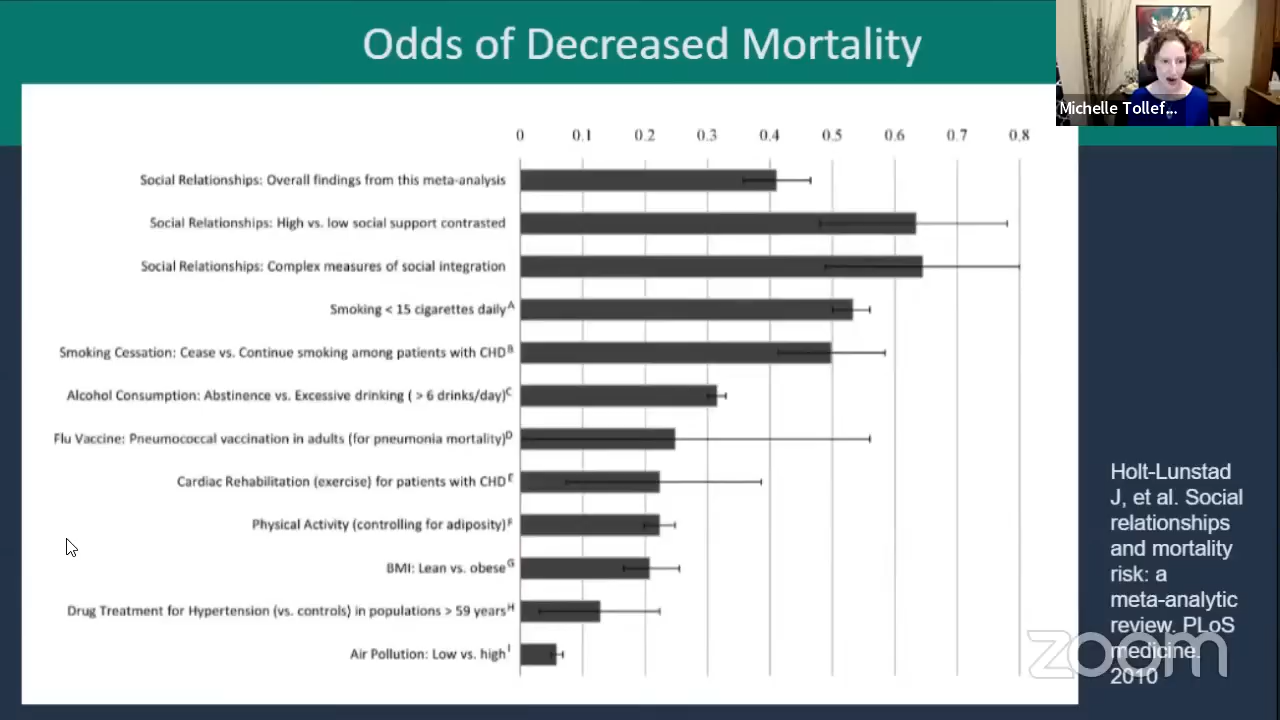 Odds of Decreased Mortality
Michelle Tollef...
0 0.1 0.2 0.3 0.4 0.5 0.6 0.7 0.8
Social Relationships: Overall findings from this meta-analysis
Social Relationships: High vs. low social support contrasted
Social Relationships: Complex measures of social integration
Smoking < 15 cigarettes daily^A
Smoking Cessation: Cease vs. Continue smoking among patients with CHD^B
Alcohol Consumption: Abstinence vs. Excessive drinking ( > 6 drinks/day)^C
Flu Vaccine: Pneumococcal vaccination in adults (for pneumonia mortality)^D
Cardiac Rehabilitation (exercise) for patients with CHD^E
Physical Activity (controlling for adiposity)^F
BMI: Lean vs. obese^G
Drug Treatment for Hypertension (vs. controls) in populations > 59 years^H
Air Pollution: Low vs. high^I
Holt-Lunstad
J, et al. Social
relationships
and mortality
risk: a
meta-analytic
review. PLoS
medicine.
2010
zoom